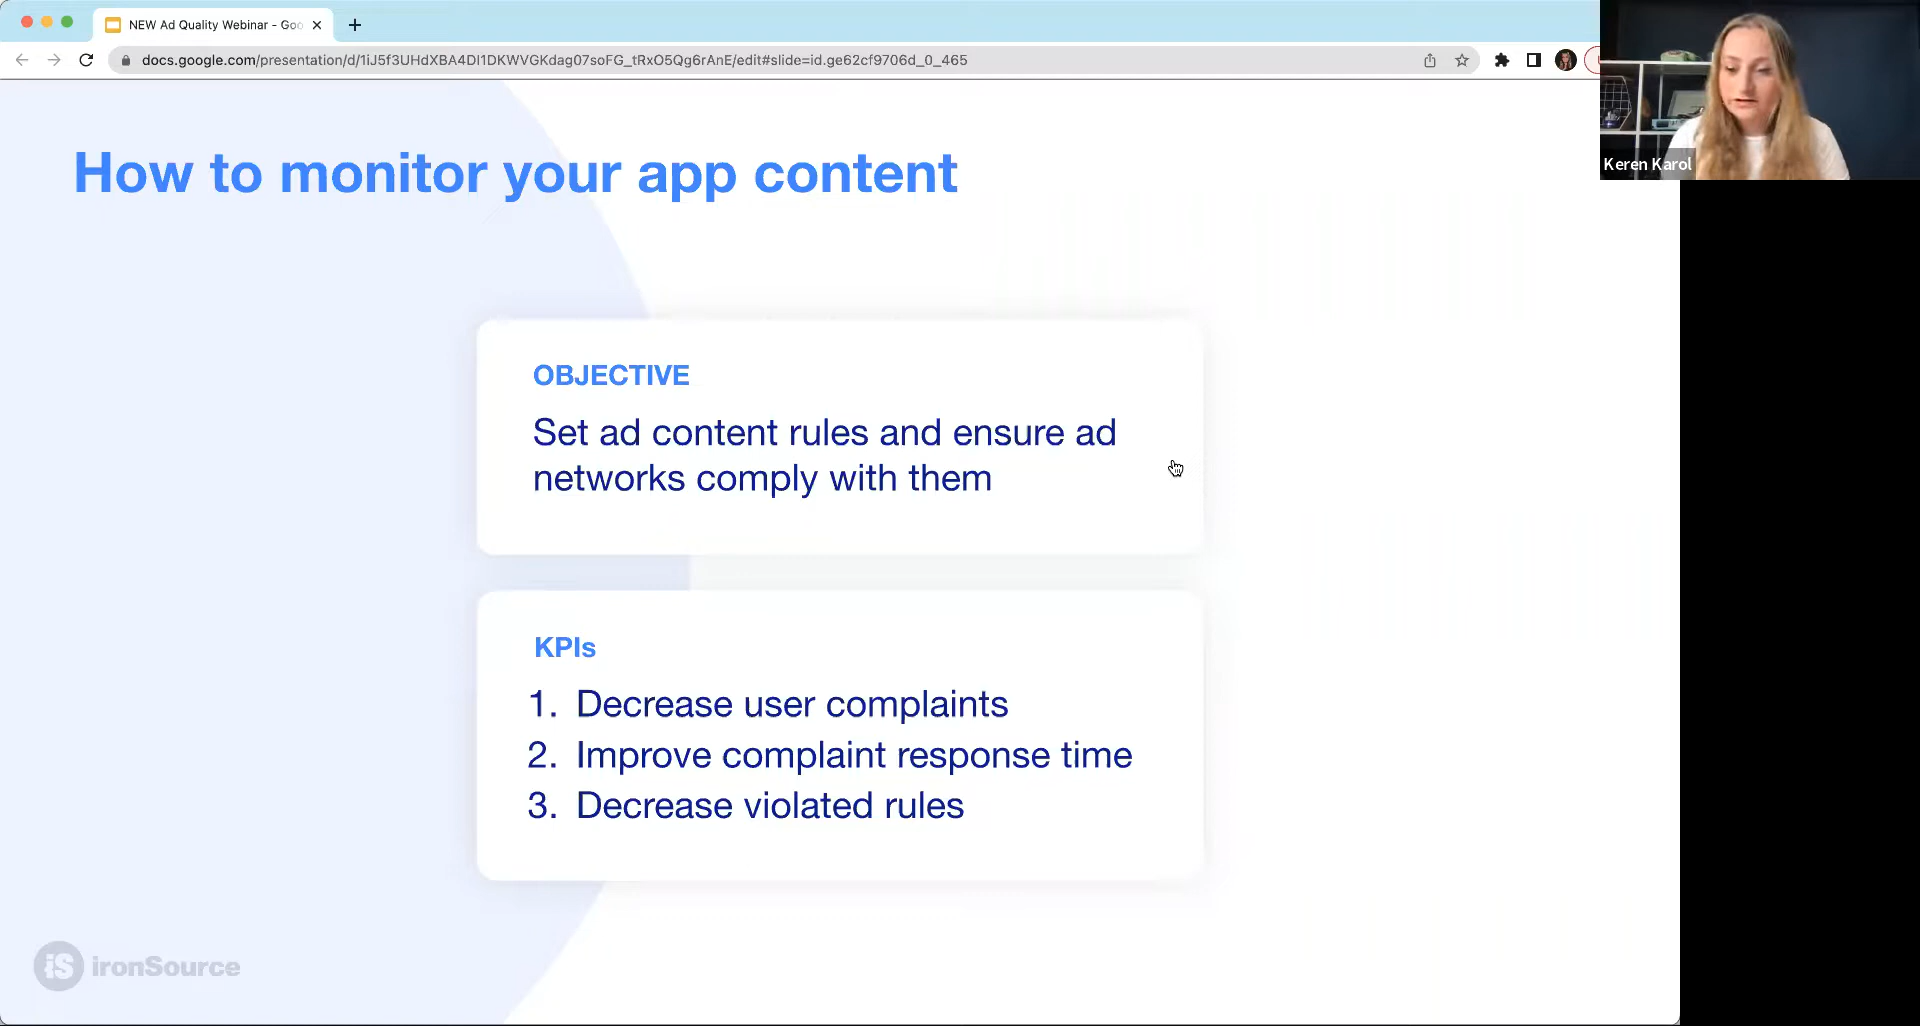 NEW Ad Quality Webinar - Goo
docs.google.com/presentation/d/1iJ5f3UHdXBA4DI1DKWVGKdag07soFG_tRxO5Qg6rAnE/edit#slide=id.ge62cf9706d_0_465
Keren Karol
How to monitor your app content
OBJECTIVE
Set ad content rules and ensure ad
networks comply with them
KPIs
1. Decrease user complaints
2. Improve complaint response time
3. Decrease violated rules
iS ironSource